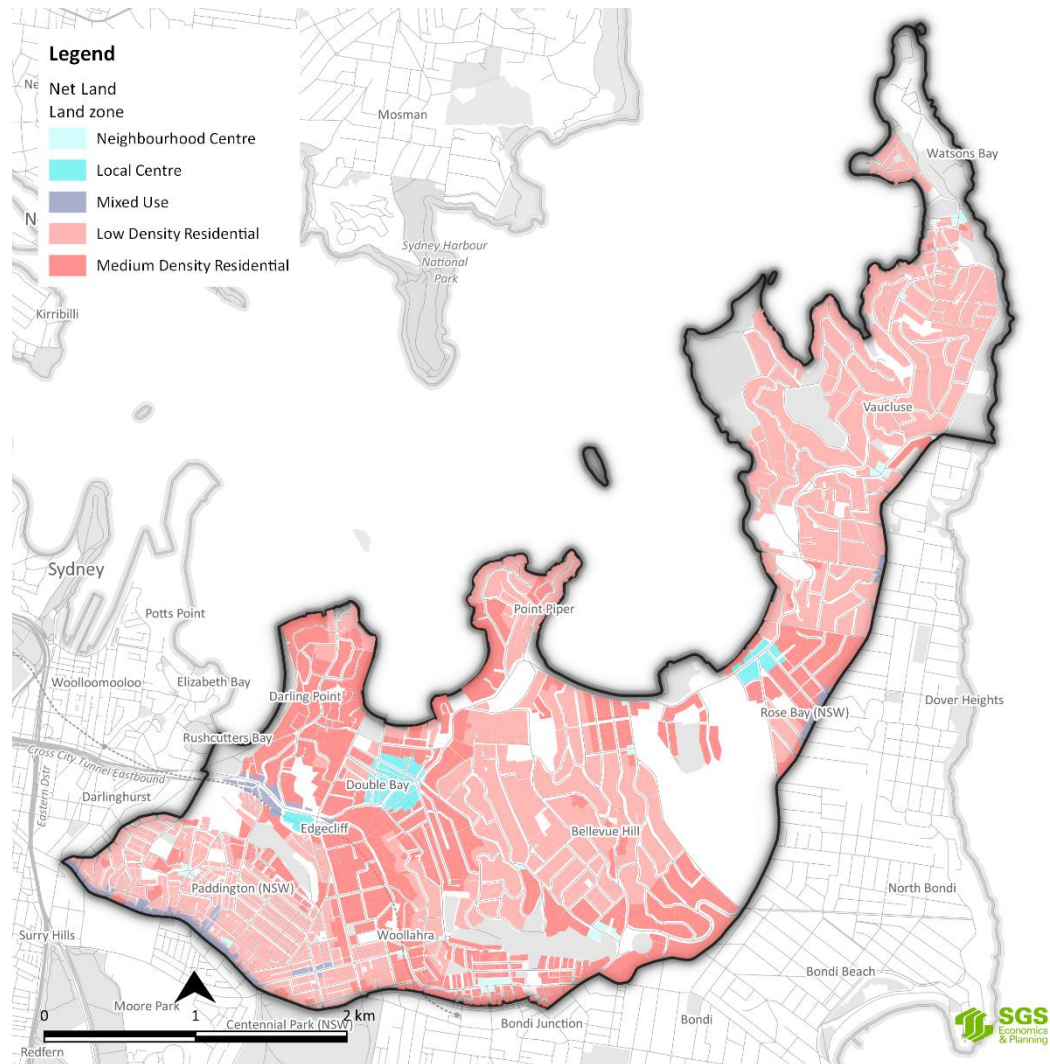 Legend
Net Land
Land zone
Neighbourhood Centre
Local Centre
Mixed Use
Low Density Residential
Medium Density Residential
Mosman
Watsons Bay
Sydney Harbour
National
Park
Kirribilli
Vaucluse
Sydney
Potts Point
Point Piper
Woolloomooloo
Elizabeth Bay
Darling Point
Dover Heights
Rose Bay (NSW)
Rushcutters Bay
Cross City Tunnel Eastbound
Eastern Dstr
Double Bay
Darlinghurst
Edgecliff
Bellevue Hill
Paddington (NSW)
North Bondi
Surry Hills
Woollahra
Bondi Beach
Moore Park
0 1 2 km
Centennial Park (NSW)
Bondi Junction
Bondi
Redfern
SGS
Economics
& Planning